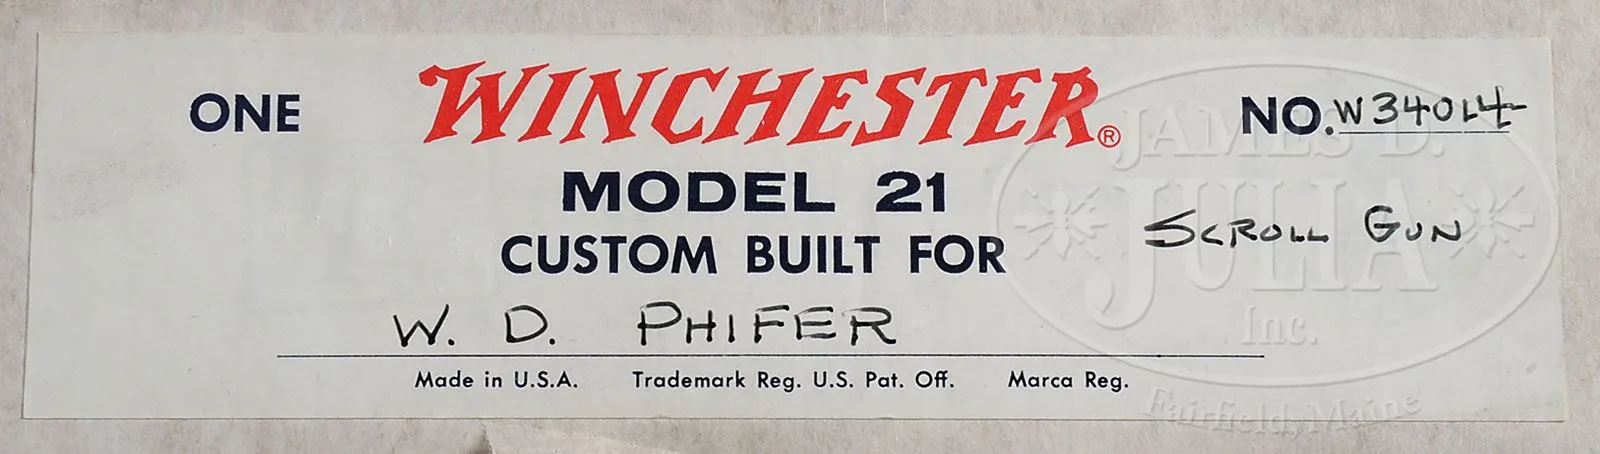 ONE WINCHESTER® NO. W34014
MODEL 21
SCROLL GUN
CUSTOM BUILT FOR
W. D. PHIFER
Made in U.S.A. Trademark Reg. U.S. Pat. Off. Marca Reg.
JAMES D.
JULIA
Inc.
Fairfield, Maine